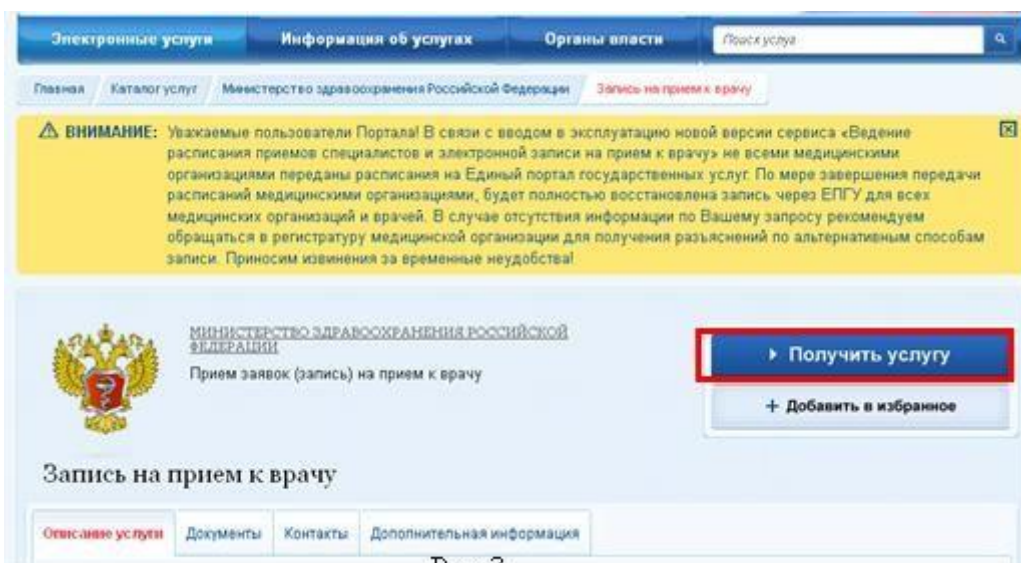 Электронные услуги Информация об услугах Органы власти Поиск услуг
Главная Каталог услуг Министерство здравоохранения Российской Федерации Запись на прием к врачу
ВНИМАНИЕ: Уважаемые пользователи Портала! В связи с вводом в эксплуатацию новой версии сервиса «Ведение
расписания приемов специалистов и электронной записи на прием к врачу» не всеми медицинскими
организациями переданы расписания на Единый портал государственных услуг. По мере завершения передачи
расписаний медицинскими организациями, будет полностью восстановлена запись через ЕПГУ для всех
медицинских организаций и врачей. В случае отсутствия информации по Вашему запросу рекомендуем
обращаться в регистратуру медицинской организации для получения разъяснений по альтернативным способам
записи. Приносим извинения за временные неудобства!
МИНИСТЕРСТВО ЗДРАВООХРАНЕНИЯ РОССИЙСКОЙ
ФЕДЕРАЦИИ
Прием заявок (запись) на прием к врачу
Получить услугу
+ Добавить в избранное
Запись на прием к врачу
Описание услуги Документы Контакты Дополнительная информация